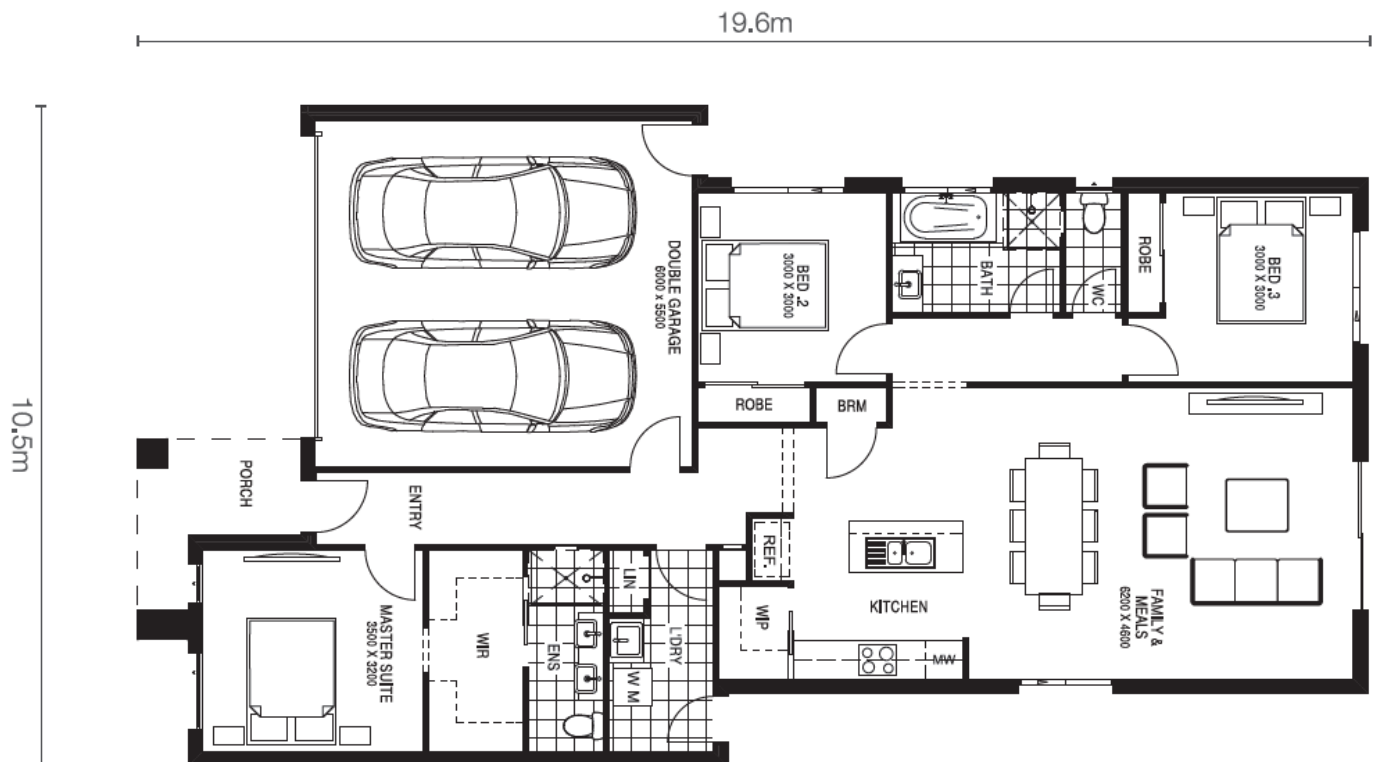 19.6m
10.5m
DOUBLE GARAGE
6000 X 5500
BED .2
3000 X 3000
BATH
WC
ROBE
BED .3
3000 X 3000
ROBE
BRM
PORCH
ENTRY
REF.
LIN
WIP
KITCHEN
MW
FAMILY &
MEALS
6200 X 4600
MASTER SUITE
3500 X 3200
WIR
ENS
L'DRY
W M